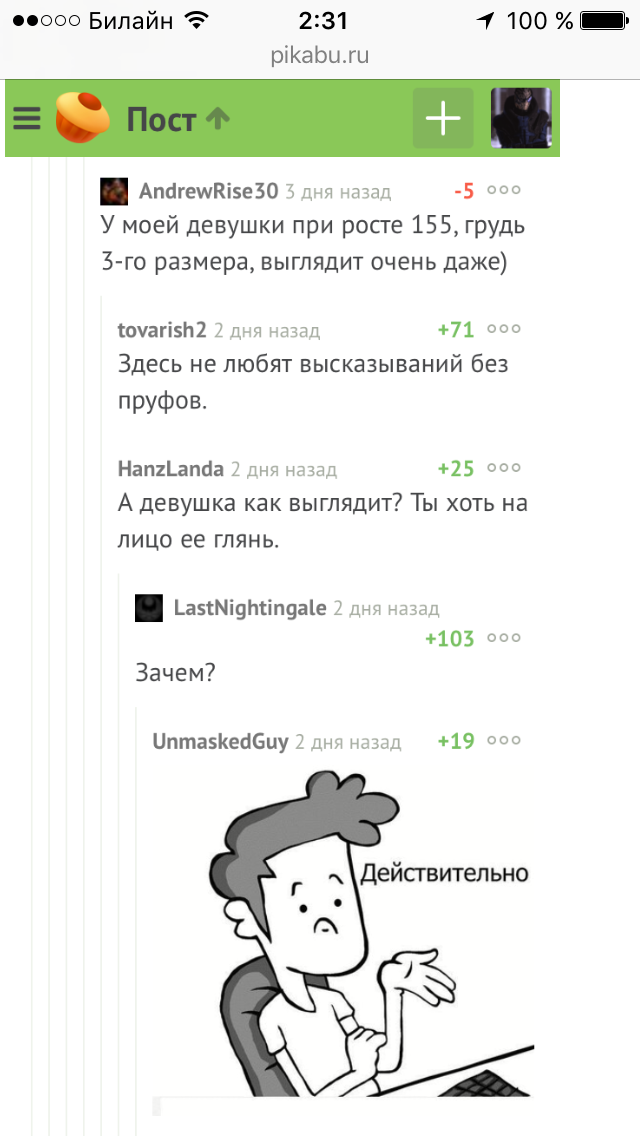 Билайн 2:31 100 %
pikabu.ru
Пост
AndrewRise30 3 дня назад -5
У моей девушки при росте 155, грудь
3-го размера, выглядит очень даже)
tovarish2 2 дня назад +71
Здесь не любят высказываний без
пруфов.
HanzLanda 2 дня назад +25
А девушка как выглядит? Ты хоть на
лицо ее глянь.
LastNightingale 2 дня назад
+103
Зачем?
UnmaskedGuy 2 дня назад +19
Действительно